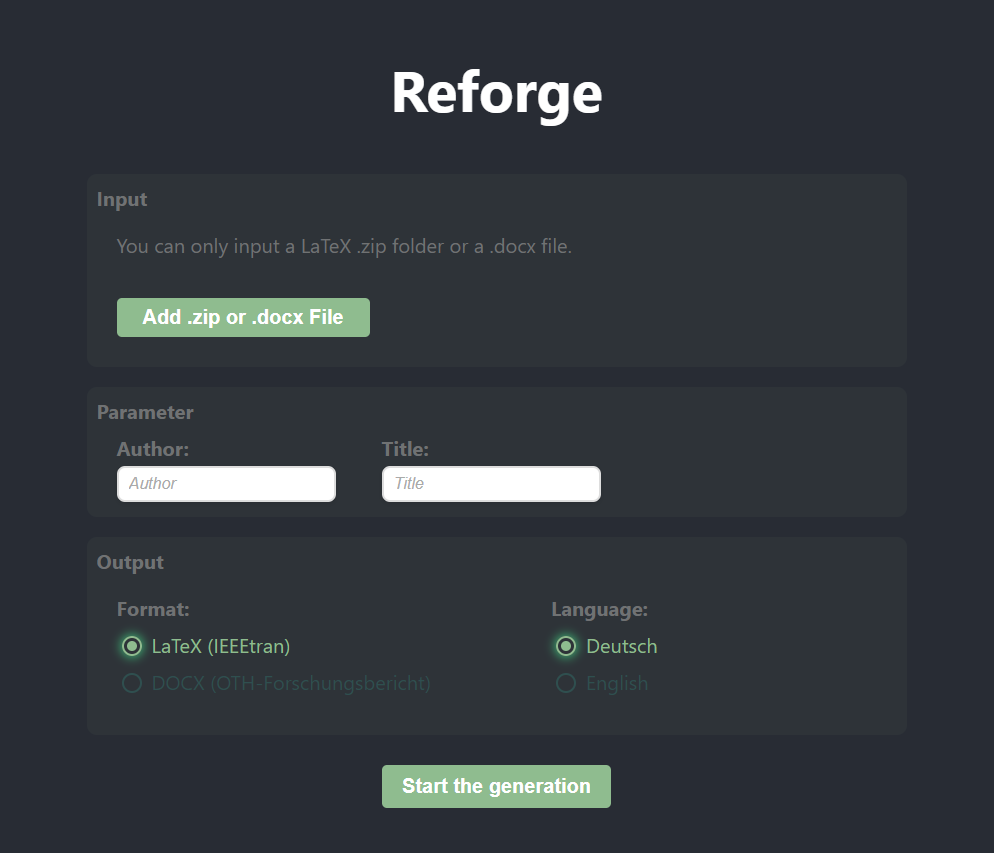 Reforge
Input
You can only input a LaTeX .zip folder or a .docx file.
Add .zip or .docx File
Parameter
Author: Title:
Author Title
Output
Format: Language:
LaTeX (IEEEtran) Deutsch
DOCX (OTH-Forschungsbericht) English
Start the generation